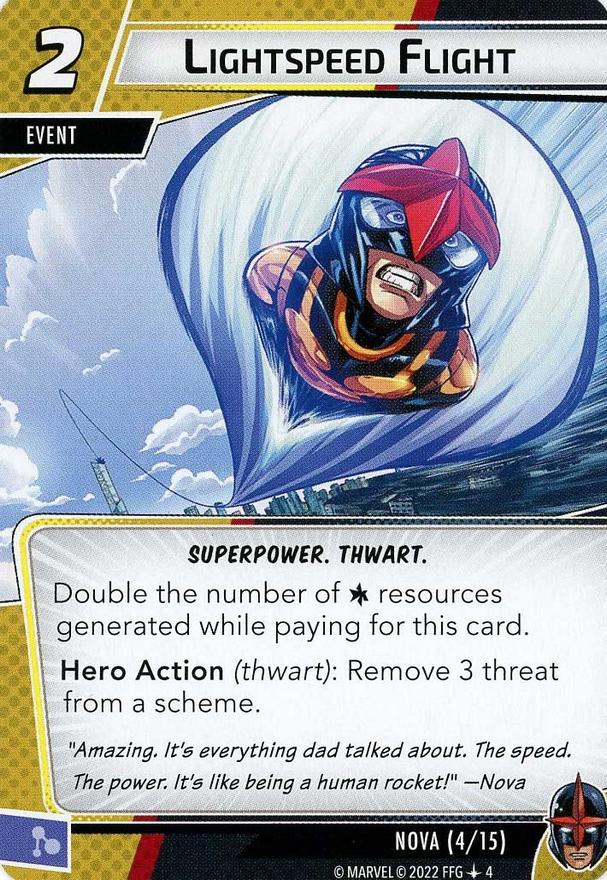 2
LIGHTSPEED FLIGHT
EVENT
SUPERPOWER. THWART.
Double the number of resources
generated while paying for this card.
Hero Action (thwart): Remove 3 threat
from a scheme.
"Amazing. It's everything dad talked about. The speed.
The power. It's like being a human rocket!" —Nova
NOVA (4/15)
© MARVEL © 2022 FFG 4